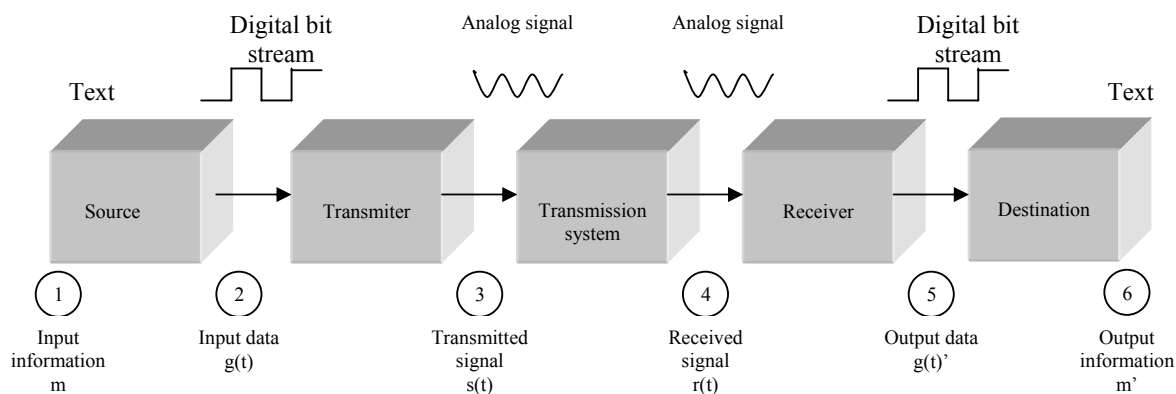 Digital bit
stream
Analog signal
Analog signal
Digital bit
stream
Text
Text
Source
Transmiter
Transmission
system
Receiver
Destination
1
2
3
4
5
6
Input
information
m
Input data
g(t)
Transmitted
signal
s(t)
Received
signal
r(t)
Output data
g(t)’
Output
information
m’